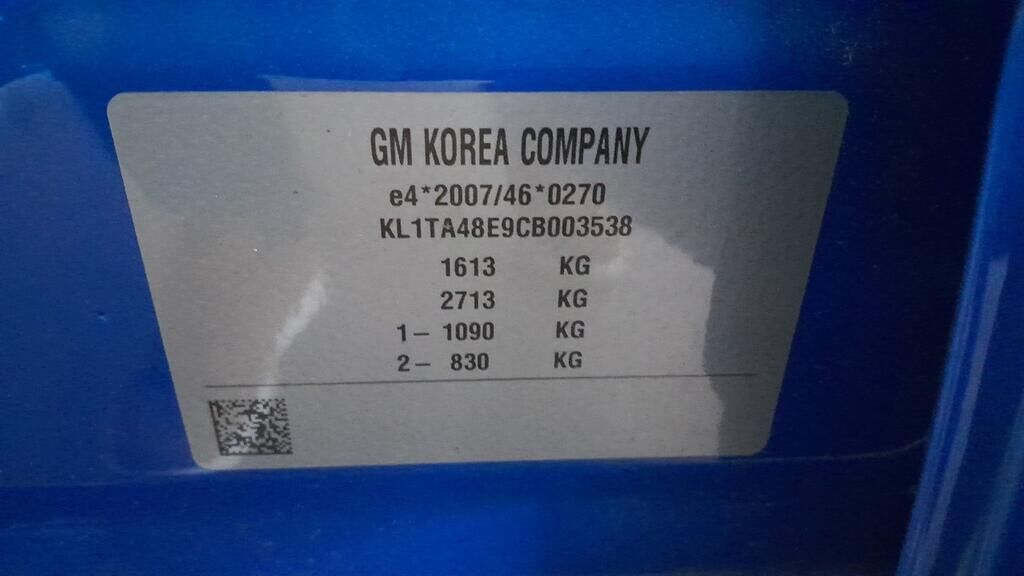 GM KOREA COMPANY
e4*2007/46*0270
KL1TA48E9CB003538
1613 KG
2713 KG
1– 1090 KG
2– 830 KG